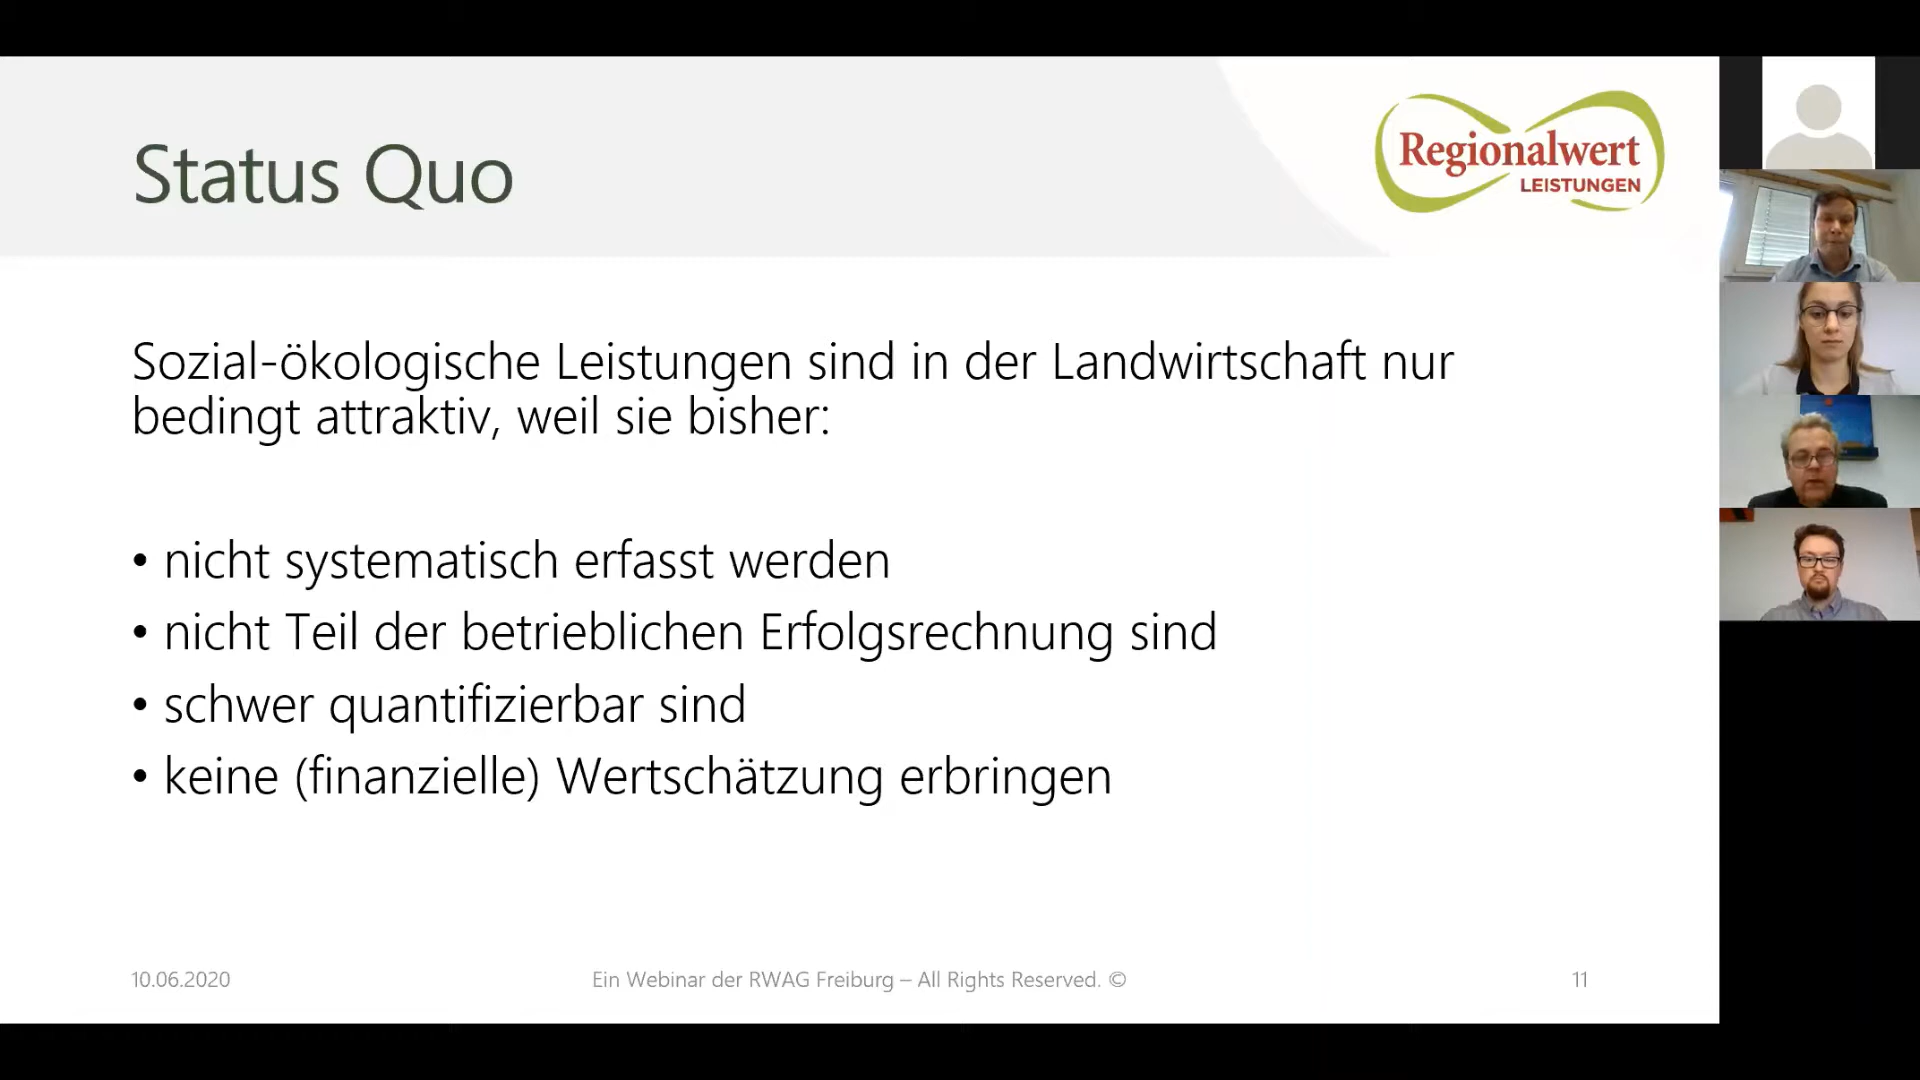 Status Quo
Regionalwert
LEISTUNGEN
Sozial-ökologische Leistungen sind in der Landwirtschaft nur
bedingt attraktiv, weil sie bisher:
• nicht systematisch erfasst werden
• nicht Teil der betrieblichen Erfolgsrechnung sind
• schwer quantifizierbar sind
• keine (finanzielle) Wertschätzung erbringen
10.06.2020
Ein Webinar der RWAG Freiburg – All Rights Reserved. ©
11